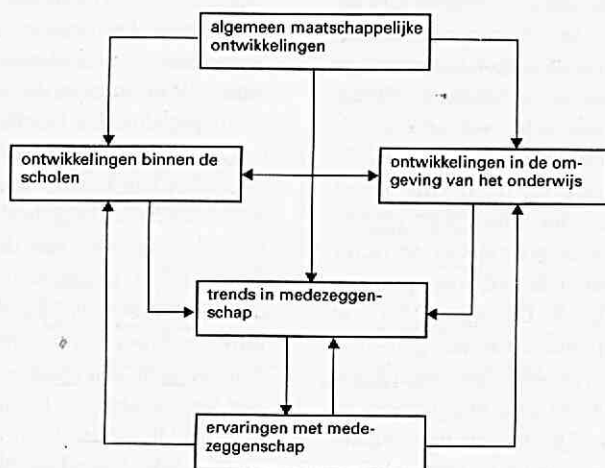 algemeen maatschappelijke
ontwikkelingen
ontwikkelingen binnen de
scholen
ontwikkelingen in de om-
geving van het onderwijs
trends in medezeggen-
schap
ervaringen met mede-
zeggenschap